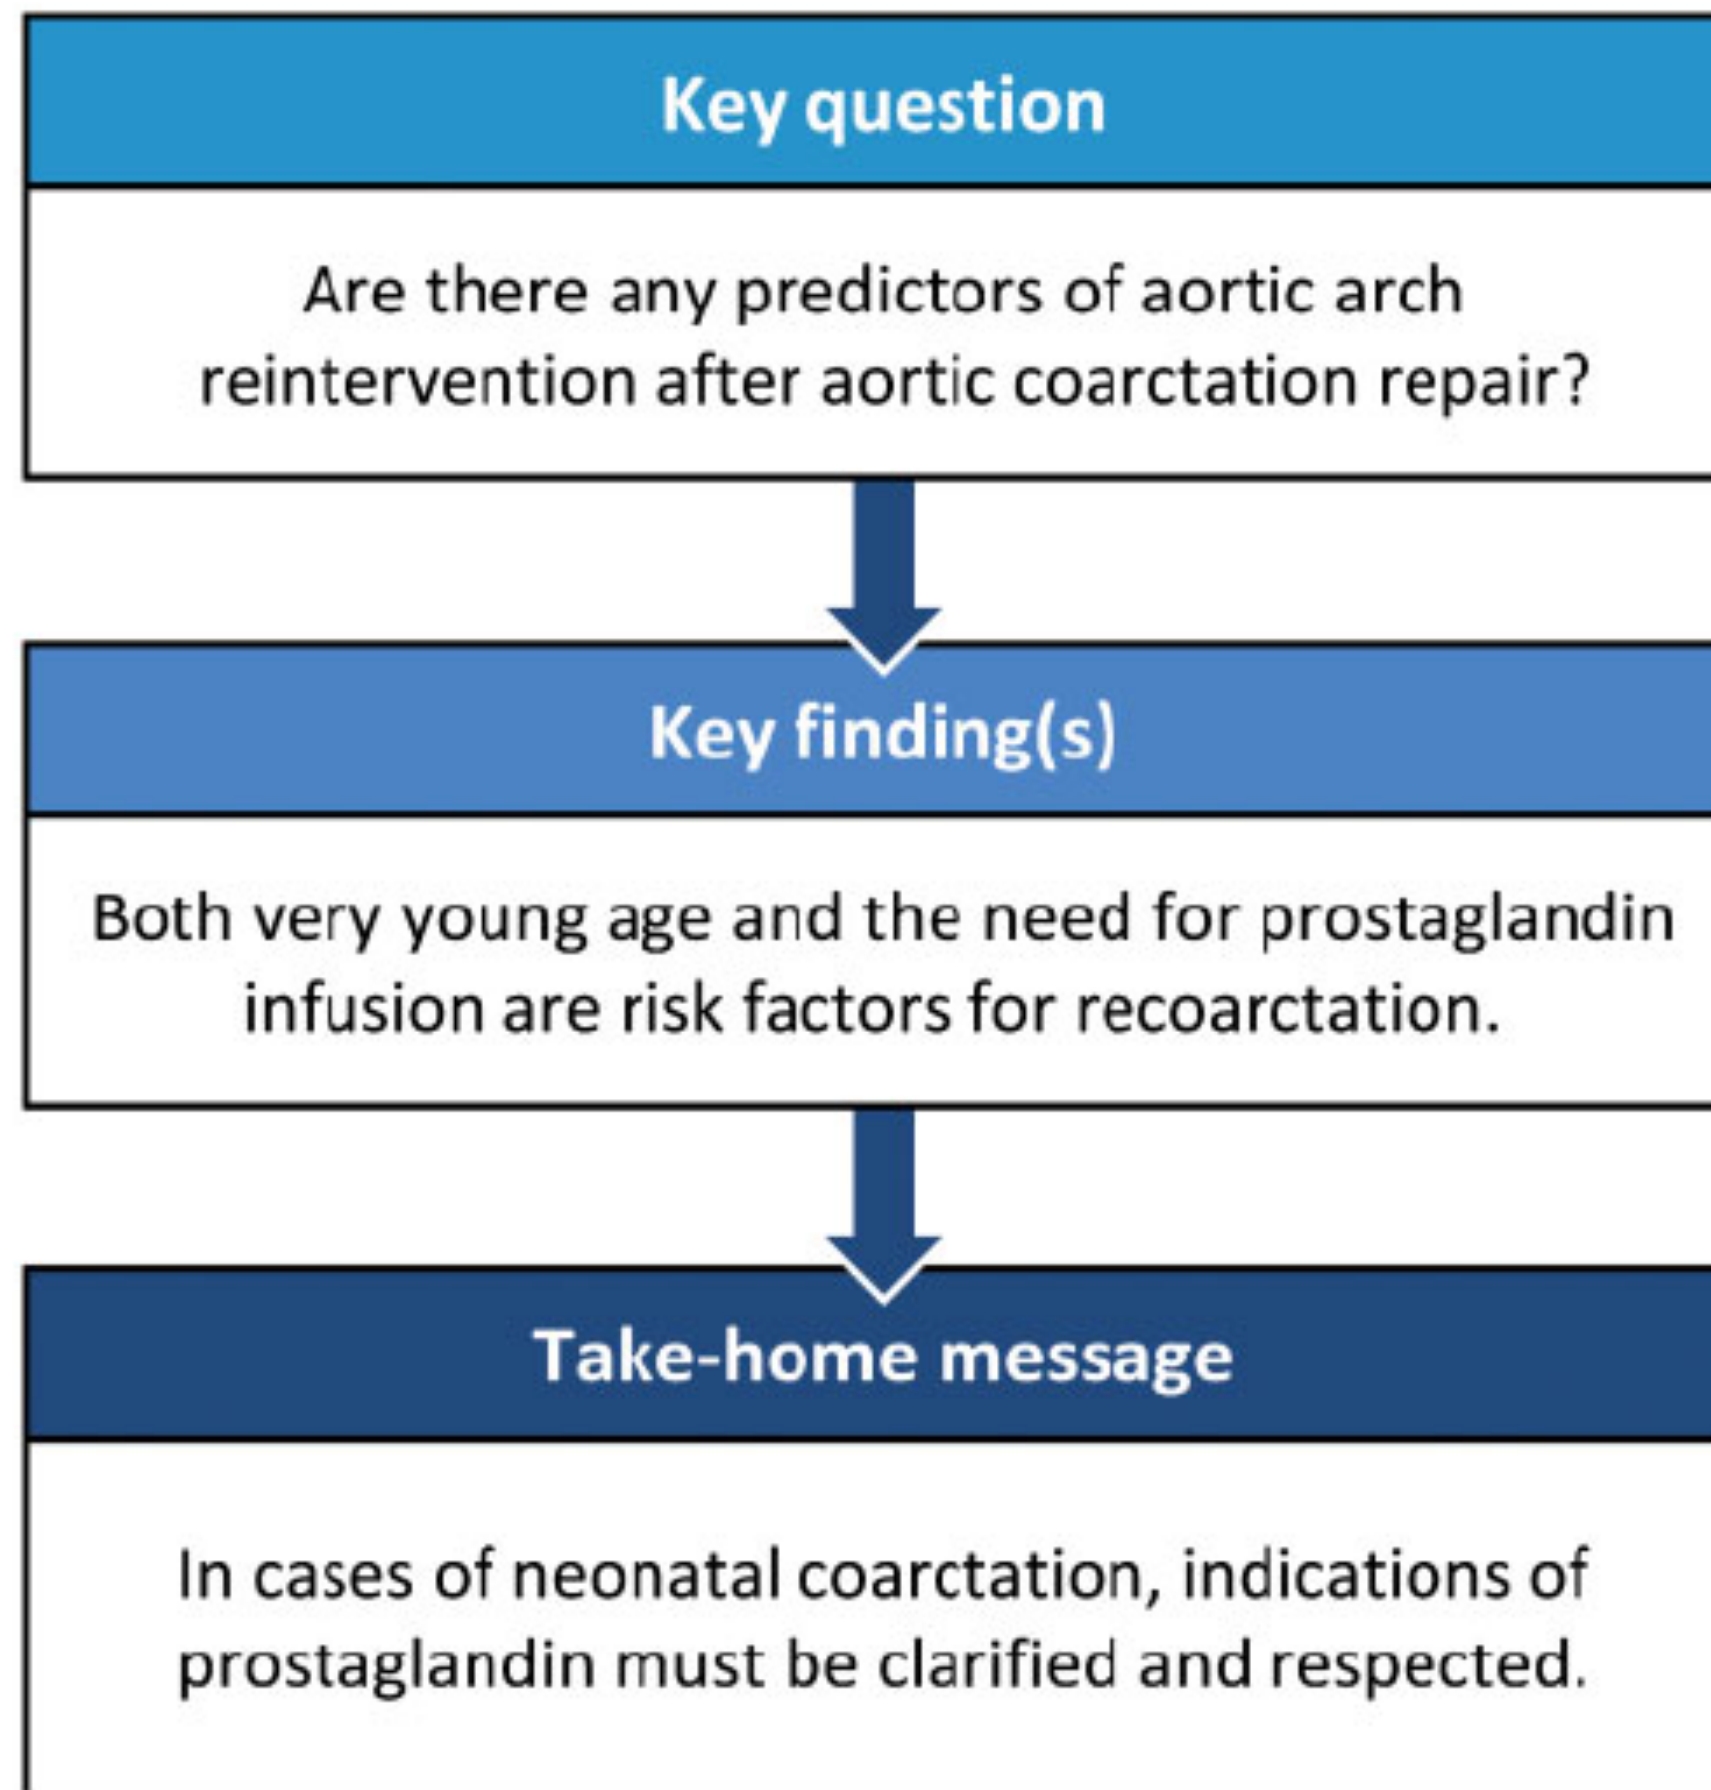 Key question
Are there any predictors of aortic arch
reintervention after aortic coarctation repair?
Key finding(s)
Both very young age and the need for prostaglandin
infusion are risk factors for recoarctation.
Take-home message
In cases of neonatal coarctation, indications of
prostaglandin must be clarified and respected.